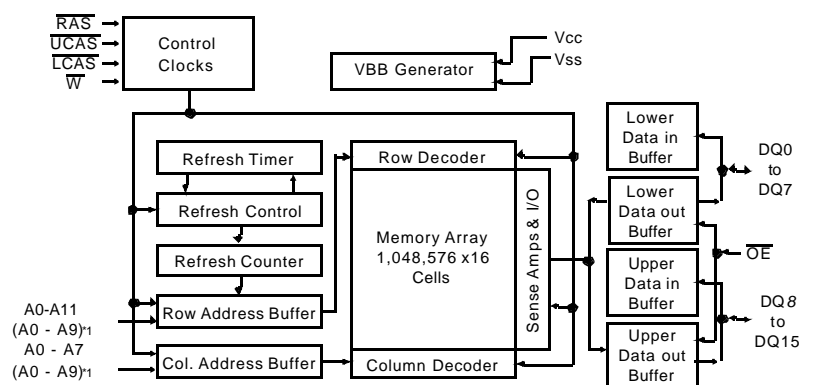 RAS
UCAS
LCAS
W
Control
Clocks
VBB Generator
Vcc
Vss
Refresh Timer
Refresh Control
Refresh Counter
Row Address Buffer
Col. Address Buffer
A0-A11
(A0 - A9)*1
A0 - A7
(A0 - A9)*1
Row Decoder
Memory Array
1,048,576 x16
Cells
Column Decoder
Sense Amps & I/O
Lower
Data in
Buffer
Lower
Data out
Buffer
Upper
Data in
Buffer
Upper
Data out
Buffer
DQ0
to
DQ7
OE
DQ8
to
DQ15